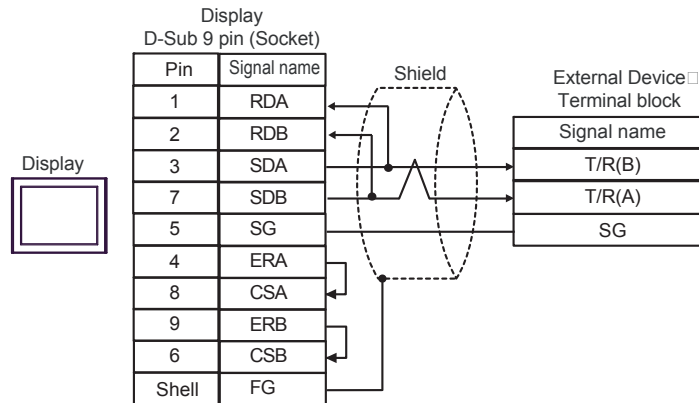 Display
D-Sub 9 pin (Socket)
Pin Signal name
1 RDA
2 RDB
3 SDA
7 SDB
5 SG
4 ERA
8 CSA
9 ERB
6 CSB
Shell FG
Display
Shield
External Device□
Terminal block
Signal name
T/R(B)
T/R(A)
SG